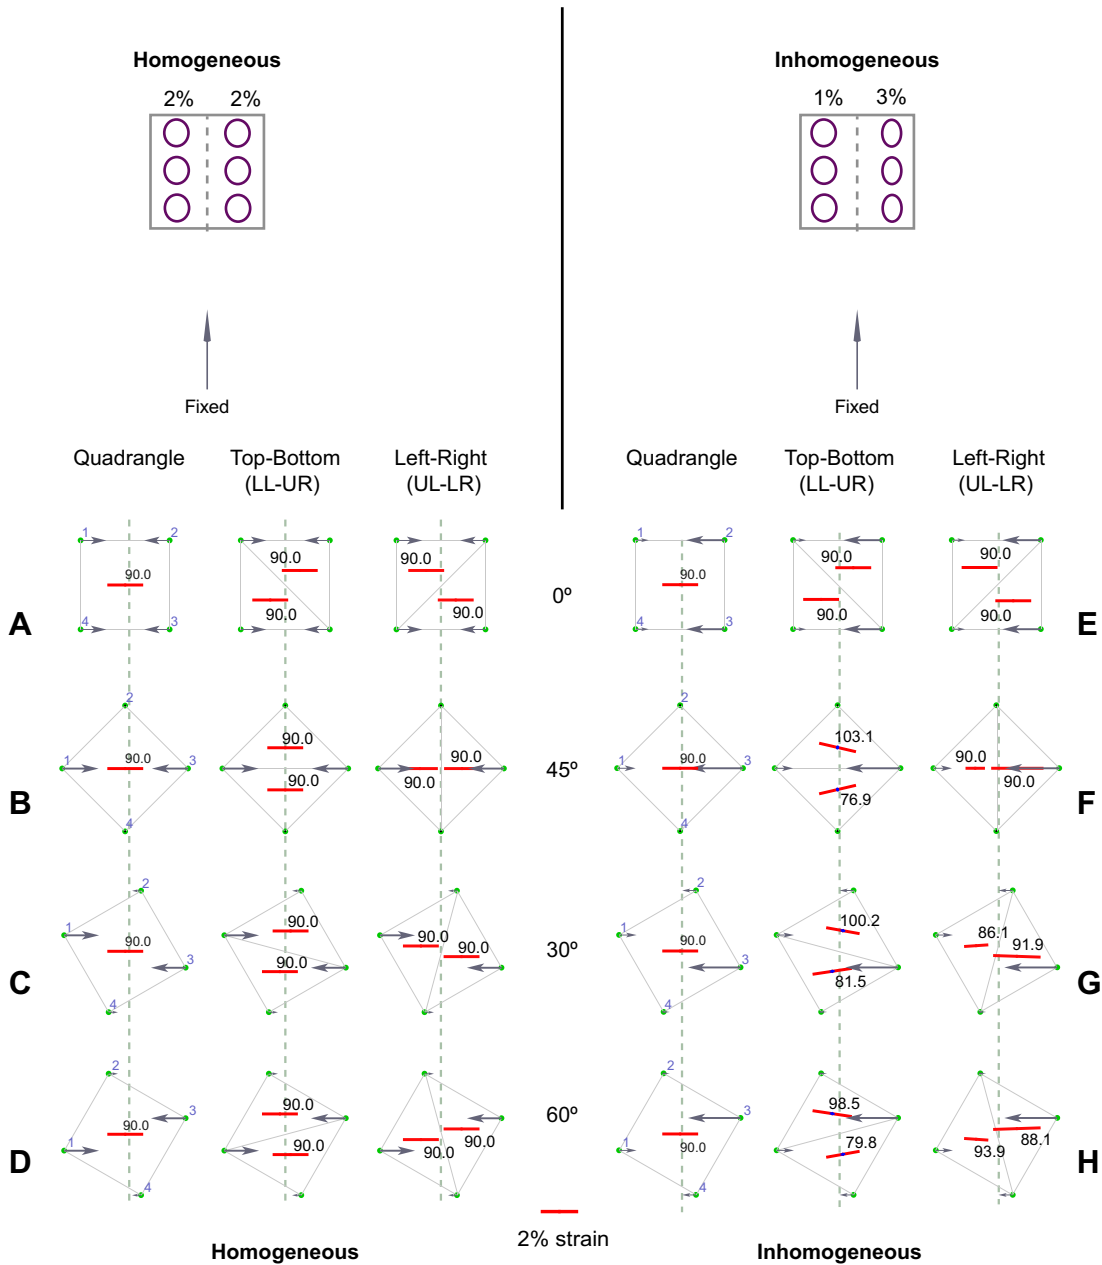 Homogeneous
2% 2%
Inhomogeneous
1% 3%
Fixed
Fixed
Quadrangle
Top-Bottom
(LL-UR)
Left-Right
(UL-LR)
Quadrangle
Top-Bottom
(LL-UR)
Left-Right
(UL-LR)
A
1 2
90.0
4 3
90.0
90.0
90.0
90.0
0º
1 2
90.0
4 3
90.0
90.0
90.0
90.0
E
B
2
1 90.0 3
4
90.0
90.0
90.0
90.0
45º
2
1 90.0 3
4
103.1
76.9
90.0
90.0
F
C
2
1 90.0
3
4
90.0
90.0
90.0
90.0
30º
2
1 90.0
3
4
100.2
81.5
86.1
91.9
G
D
2
3
90.0
1
4
90.0
90.0
90.0
90.0
60º
2
3
90.0
1
4
98.5
79.8
88.1
93.9
H
2% strain
Homogeneous
Inhomogeneous